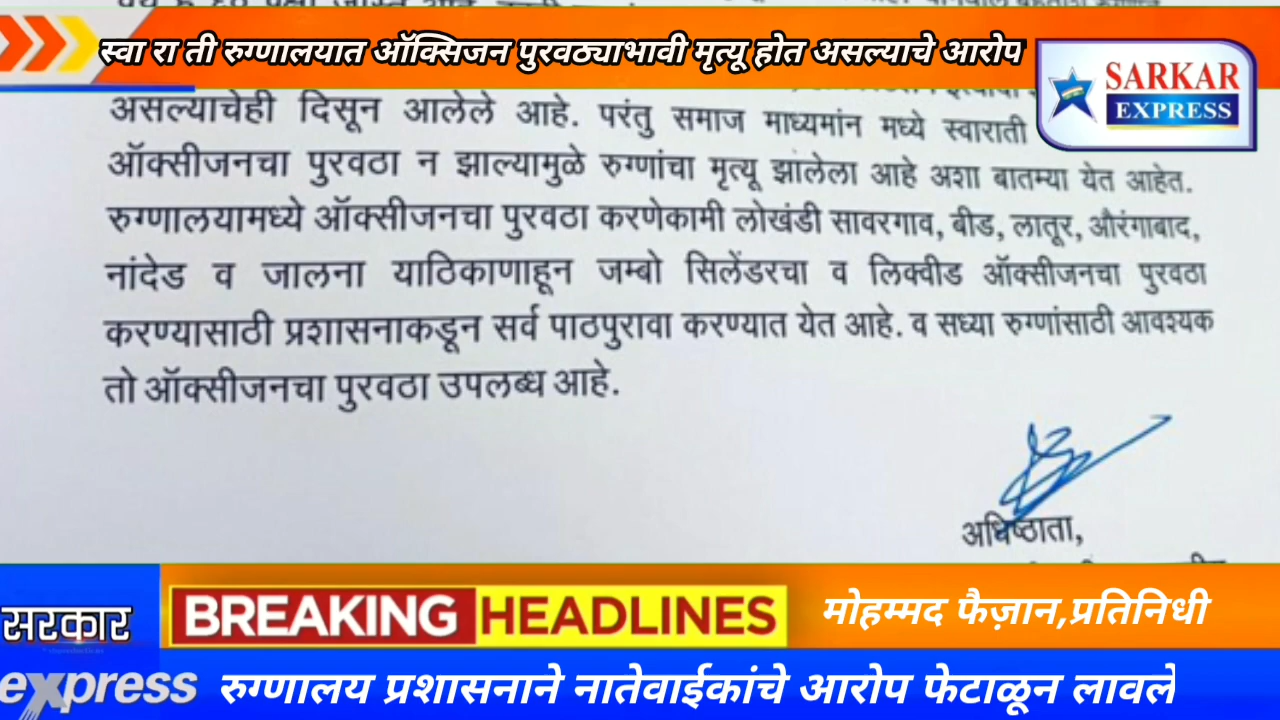 स्वा रा ती रुग्णालयात ऑक्सिजन पुरवठ्याभावी मृत्यू होत असल्याचे आरोप
SARKAR
EXPRESS
असल्याचेही दिसून आलेले आहे. परंतु समाज माध्यमांन मध्ये स्वाराती
ऑक्सीजनचा पुरवठा न झाल्यामुळे रुग्णांचा मृत्यू झालेला आहे अशा बातम्या येत आहेत.
रुग्णालयामध्ये ऑक्सीजनचा पुरवठा करणेकामी लोखंडी सावरगाव, बीड, लातूर, औरंगाबाद,
नांदेड व जालना याठिकाणाहून जम्बो सिलेंडरचा व लिक्वीड ऑक्सीजनचा पुरवठा
करण्यासाठी प्रशासनाकडून सर्व पाठपुरावा करण्यात येत आहे. व सध्या रुग्णांसाठी आवश्यक
तो ऑक्सीजनचा पुरवठा उपलब्ध आहे.
अधिष्ठाता,
सरकार
BREAKING HEADLINES
मोहम्मद फैज़ान,प्रतिनिधी
express
रुग्णालय प्रशासनाने नातेवाईकांचे आरोप फेटाळून लावले